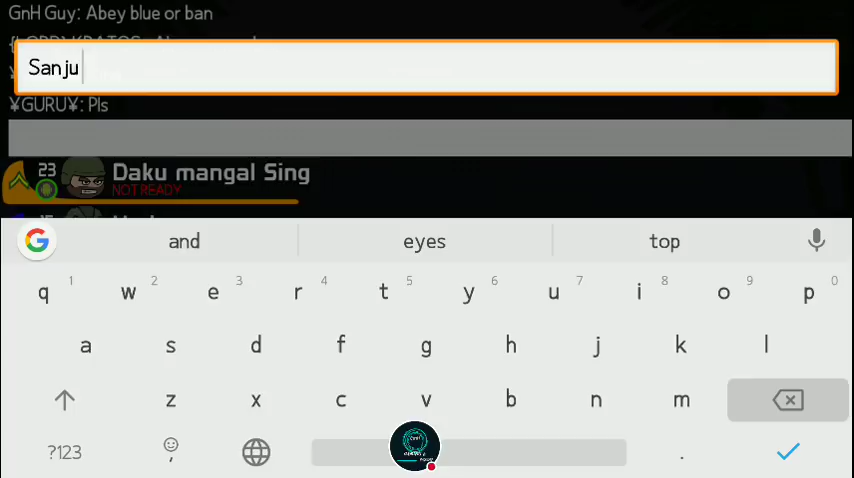 GnH Guy: Abey blue or ban
Sanju
¥GURU¥: Pls
23
Daku mangal Sing
NOT READY
and eyes top
q 1 w 2 e 3 r 4 t 5 y 6 u 7 i 8 o 9 p 0
a s d f g h j k l
z x c v b n m
?123 , .